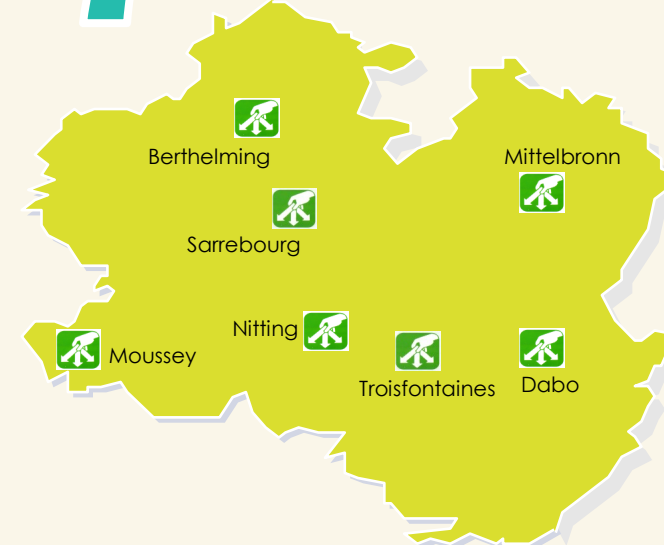 Berthelming
Mittelbronn
Sarrebourg
Nitting
Moussey
Troisfontaines
Dabo